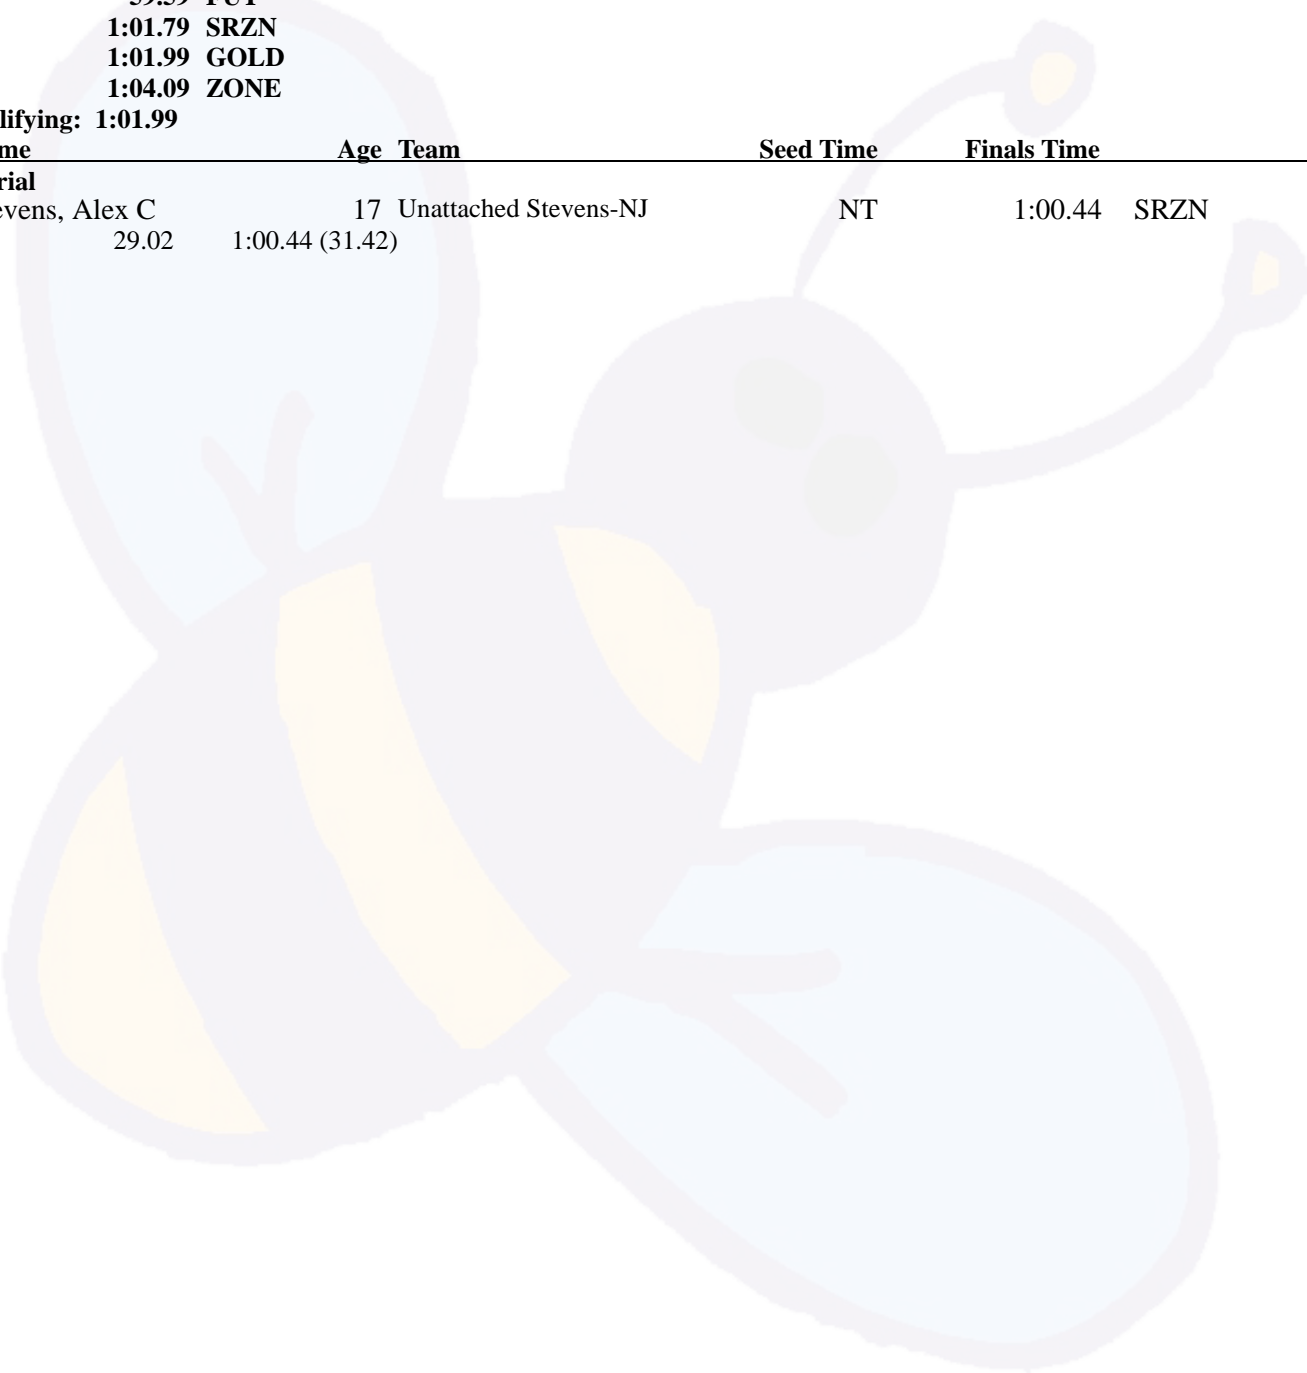 1:01.79 SRZN
1:01.99 GOLD
1:04.09 ZONE
lifying: 1:01.99
me Age Team Seed Time Finals Time
rial
evens, Alex C 17 Unattached Stevens-NJ NT 1:00.44 SRZN
29.02 1:00.44 (31.42)